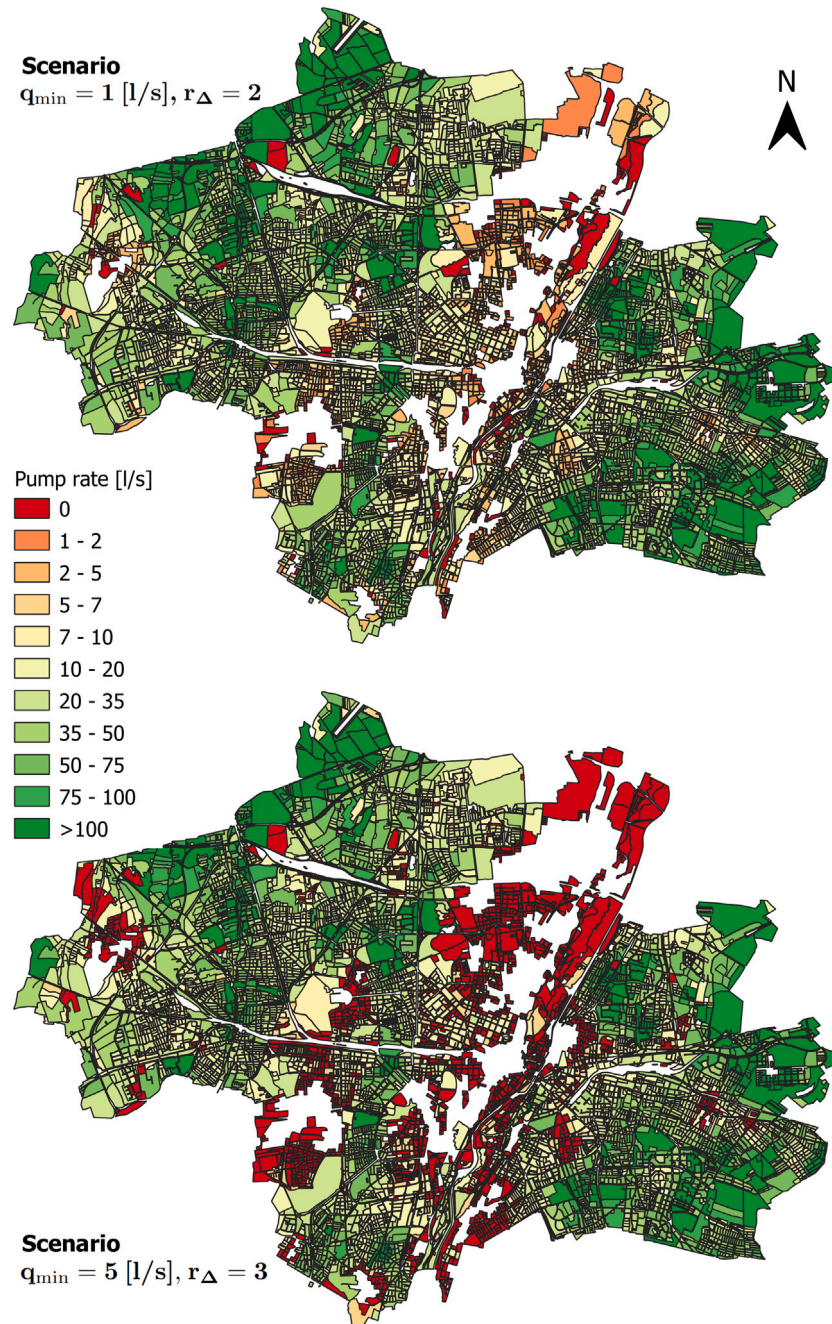 Scenario
q_min = 1 [l/s], r_Δ = 2
N
Pump rate [l/s]
0
1 - 2
2 - 5
5 - 7
7 - 10
10 - 20
20 - 35
35 - 50
50 - 75
75 - 100
>100
Scenario
q_min = 5 [l/s], r_Δ = 3